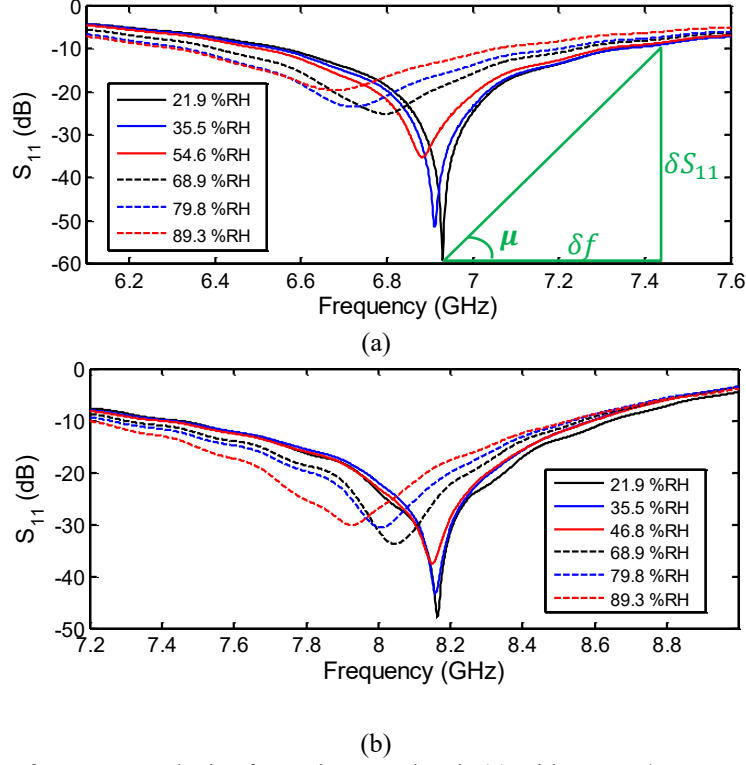 0
-10
-20
-30
-40
-50
-60
S11 (dB)
21.9 %RH
35.5 %RH
54.6 %RH
68.9 %RH
79.8 %RH
89.3 %RH
δS11
μ
δf
6.2
6.4
6.6
6.8
7
7.2
7.4
7.6
Frequency (GHz)
(a)
0
-10
-20
-30
-40
-50
S11 (dB)
21.9 %RH
35.5 %RH
46.8 %RH
68.9 %RH
79.8 %RH
89.3 %RH
7.2
7.4
7.6
7.8
8
8.2
8.4
8.6
8.8
Frequency (GHz)
(b)